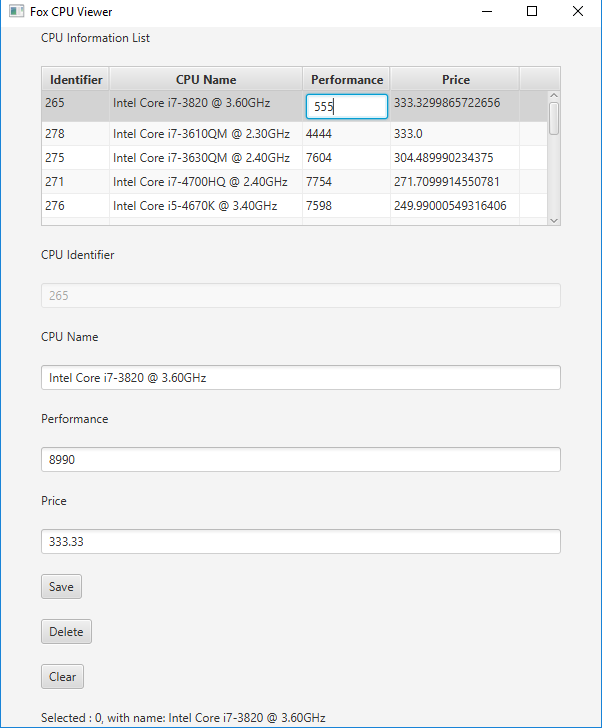 Fox CPU Viewer
CPU Information List
Identifier CPU Name Performance Price
265 Intel Core i7-3820 @ 3.60GHz 555 333.3299865722656
278 Intel Core i7-3610QM @ 2.30GHz 4444 333.0
275 Intel Core i7-3630QM @ 2.40GHz 7604 304.489990234375
271 Intel Core i7-4700HQ @ 2.40GHz 7754 271.7099914550781
276 Intel Core i5-4670K @ 3.40GHz 7598 249.99000549316406
CPU Identifier
265
CPU Name
Intel Core i7-3820 @ 3.60GHz
Performance
8990
Price
333.33
Save
Delete
Clear
Selected : 0, with name: Intel Core i7-3820 @ 3.60GHz